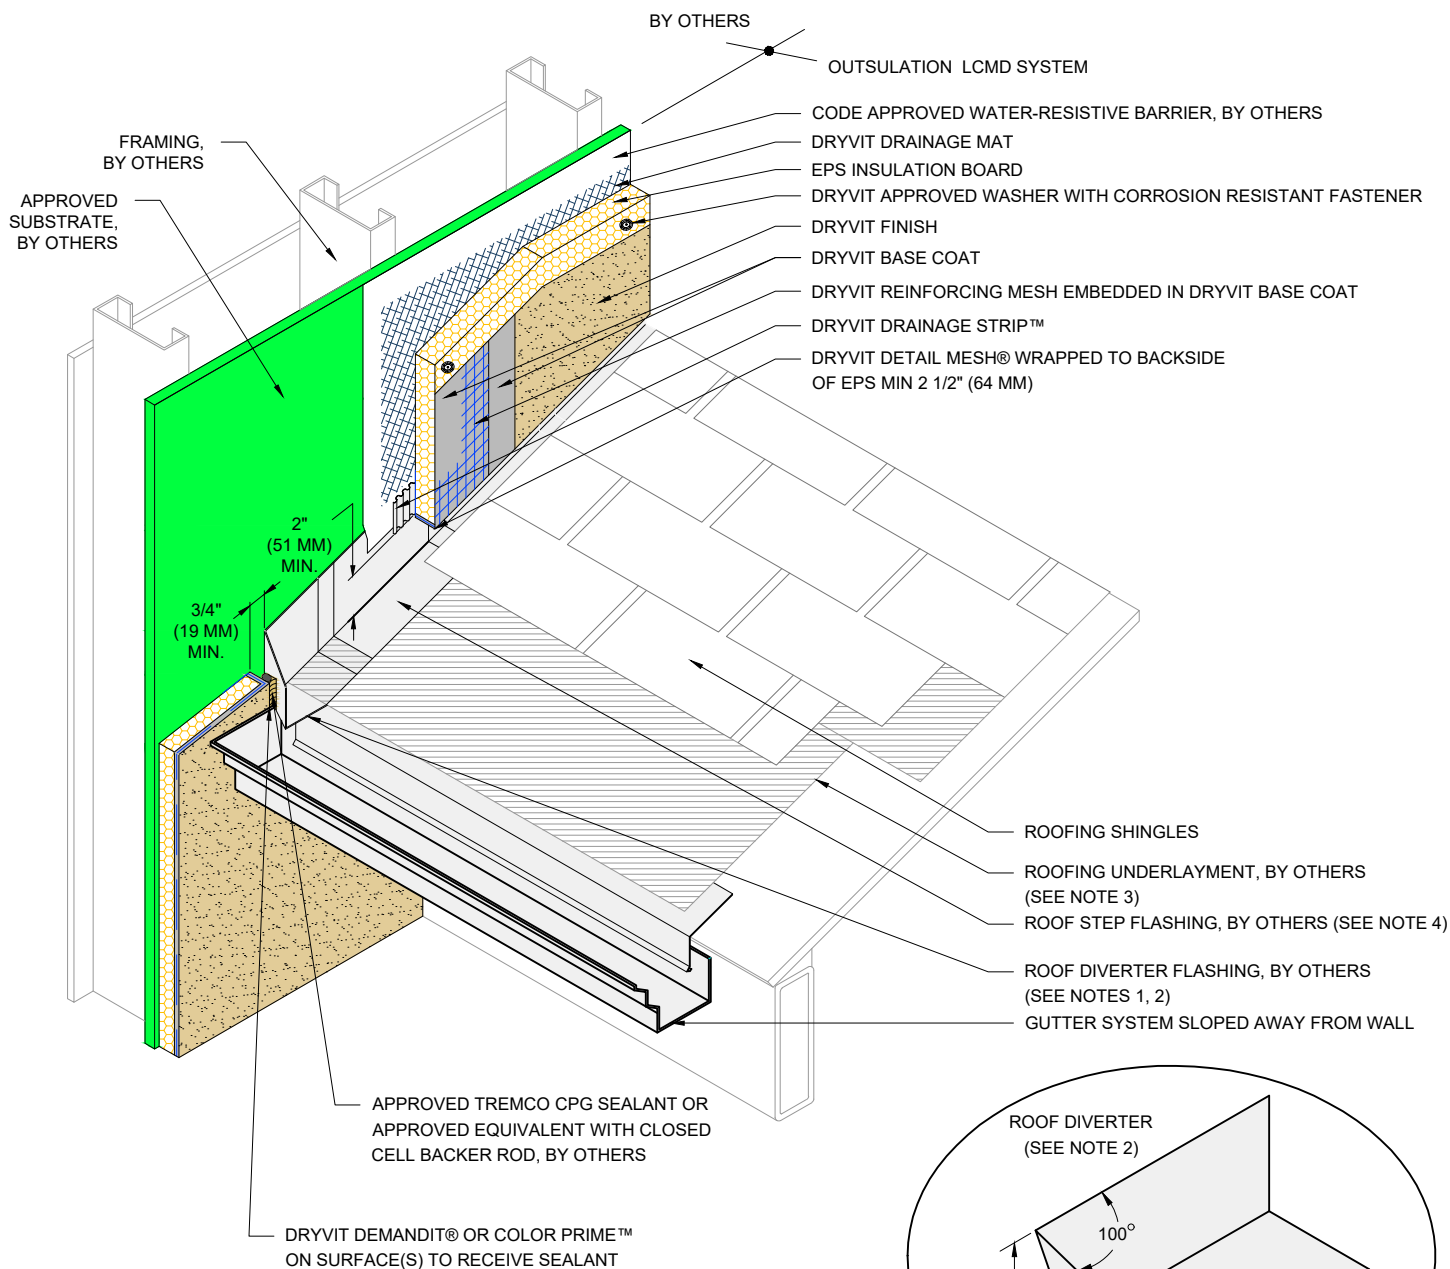 BY OTHERS
OUTSULATION LCMD SYSTEM
CODE APPROVED WATER-RESISTIVE BARRIER, BY OTHERS
DRYVIT DRAINAGE MAT
EPS INSULATION BOARD
DRYVIT APPROVED WASHER WITH CORROSION RESISTANT FASTENER
DRYVIT FINISH
DRYVIT BASE COAT
DRYVIT REINFORCING MESH EMBEDDED IN DRYVIT BASE COAT
DRYVIT DRAINAGE STRIP™
DRYVIT DETAIL MESH® WRAPPED TO BACKSIDE
OF EPS MIN 2 1/2" (64 MM)
FRAMING,
BY OTHERS
APPROVED
SUBSTRATE,
BY OTHERS
2"
(51 MM)
MIN.
3/4"
(19 MM)
MIN.
ROOFING SHINGLES
ROOFING UNDERLAYMENT, BY OTHERS
(SEE NOTE 3)
ROOF STEP FLASHING, BY OTHERS (SEE NOTE 4)
ROOF DIVERTER FLASHING, BY OTHERS
(SEE NOTES 1, 2)
GUTTER SYSTEM SLOPED AWAY FROM WALL
APPROVED TREMCO CPG SEALANT OR
APPROVED EQUIVALENT WITH CLOSED
CELL BACKER ROD, BY OTHERS
DRYVIT DEMANDIT® OR COLOR PRIME™
ON SURFACE(S) TO RECEIVE SEALANT
ROOF DIVERTER
(SEE NOTE 2)
100°